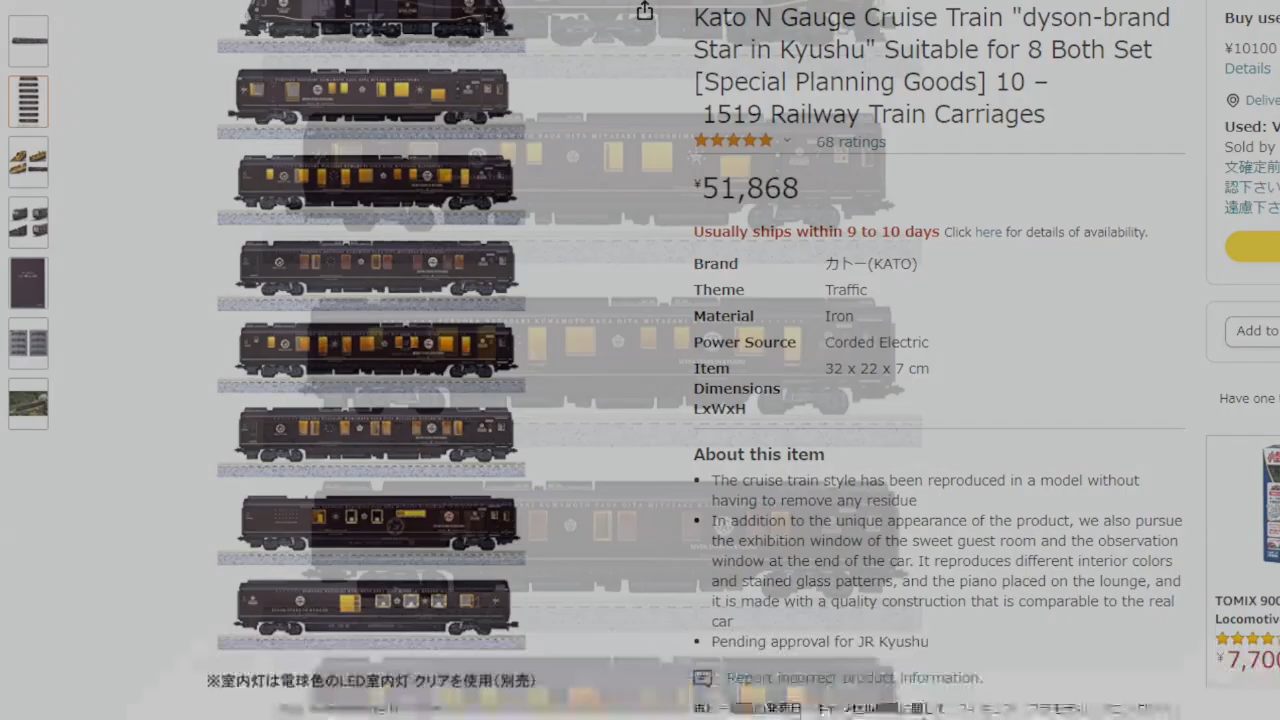 Kato N Gauge Cruise Train "dyson-brand
Star in Kyushu" Suitable for 8 Both Set
[Special Planning Goods] 10 –
1519 Railway Train Carriages
68 ratings
¥51,868
Usually ships within 9 to 10 days Click here for details of availability.
Brand カトー(KATO)
Theme Traffic
Material Iron
Power Source Corded Electric
Item 32 x 22 x 7 cm
Dimensions
LxWxH
About this item
• The cruise train style has been reproduced in a model without
having to remove any residue
• In addition to the unique appearance of the product, we also pursue
the exhibition window of the sweet guest room and the observation
window at the end of the car. It reproduces different interior colors
and stained glass patterns, and the piano placed on the lounge, and
it is made with a quality construction that is comparable to the real
car
• Pending approval for JR Kyushu
Report incorrect product information.
※室内灯は電球色のLED室内灯 クリアを使用(別売)
Buy use
¥10100
Details
Delive
Used: V
Sold by
文確定前
認下さい
遠慮下さ
Add to
Have one
TOMIX 900
Locomotiv
¥7,700